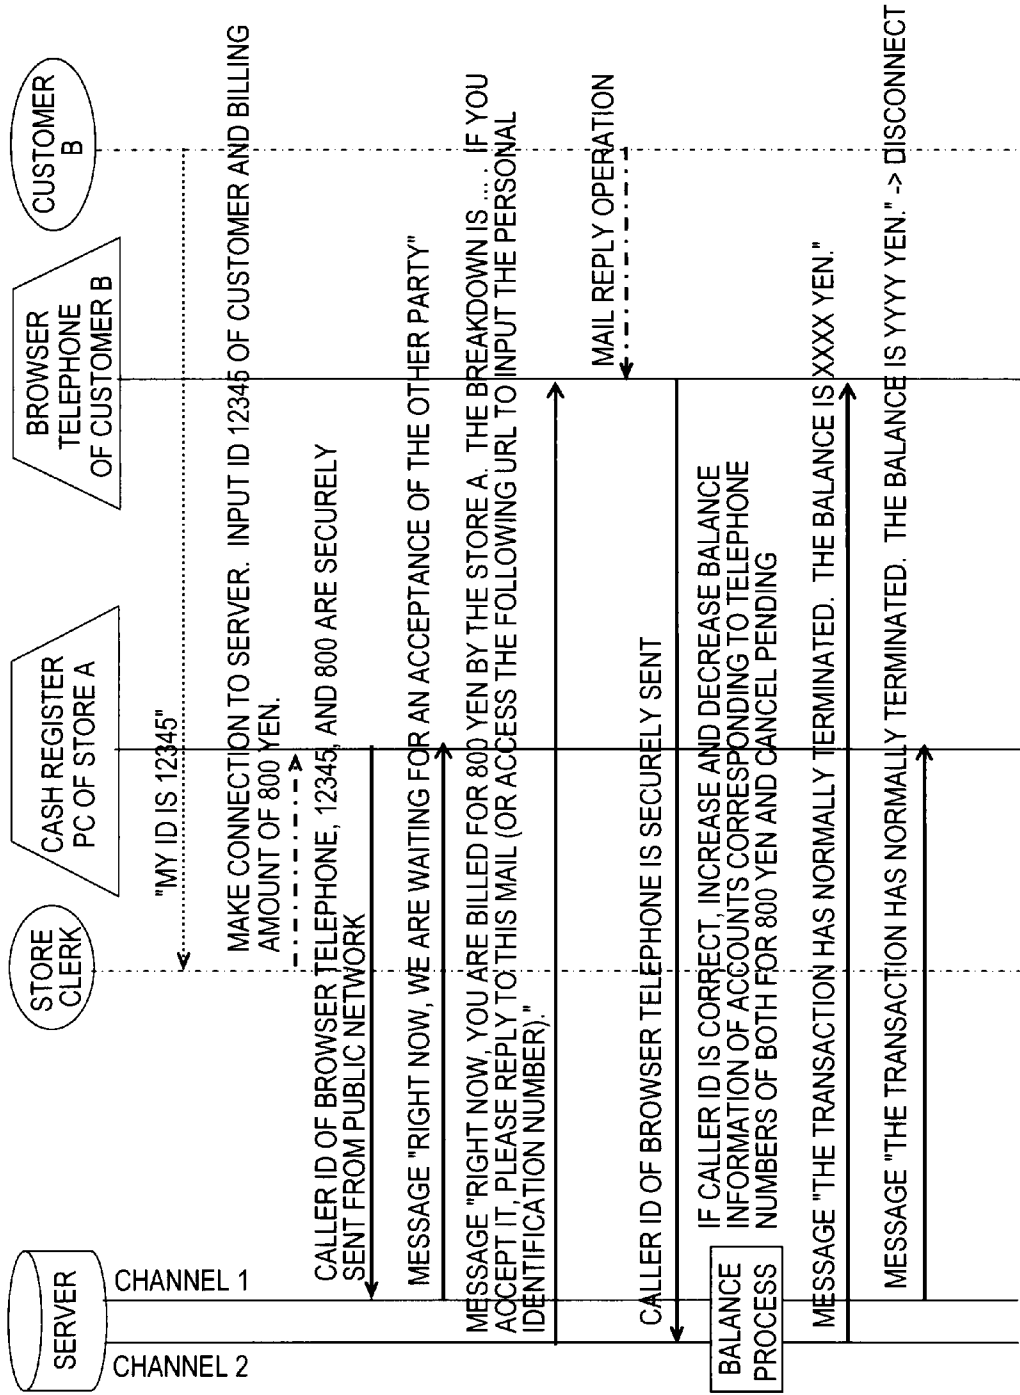 SERVER
STORE
CLERK
CASH REGISTER
PC OF STORE A
BROWSER
TELEPHONE
OF CUSTOMER B
CUSTOMER
B
CHANNEL 2
CHANNEL 1
"MY ID IS 12345"
MAKE CONNECTION TO SERVER. INPUT ID 12345 OF CUSTOMER AND BILLING
AMOUNT OF 800 YEN.
CALLER ID OF BROWSER TELEPHONE, 12345, AND 800 ARE SECURELY
SENT FROM PUBLIC NETWORK
MESSAGE "RIGHT NOW, WE ARE WAITING FOR AN ACCEPTANCE OF THE OTHER PARTY"
MESSAGE "RIGHT NOW, YOU ARE BILLED FOR 800 YEN BY THE STORE A. THE BREAKDOWN IS ... . IF YOU
ACCEPT IT, PLEASE REPLY TO THIS MAIL (OR ACCESS THE FOLLOWING URL TO INPUT THE PERSONAL
IDENTIFICATION NUMBER)."
MAIL REPLY OPERATION
CALLER ID OF BROWSER TELEPHONE IS SECURELY SENT
BALANCE
PROCESS
IF CALLER ID IS CORRECT, INCREASE AND DECREASE BALANCE
INFORMATION OF ACCOUNTS CORRESPONDING TO TELEPHONE
NUMBERS OF BOTH FOR 800 YEN AND CANCEL PENDING
MESSAGE "THE TRANSACTION HAS NORMALLY TERMINATED. THE BALANCE IS XXXX YEN."
MESSAGE "THE TRANSACTION HAS NORMALLY TERMINATED. THE BALANCE IS YYYY YEN." -> DISCONNECT